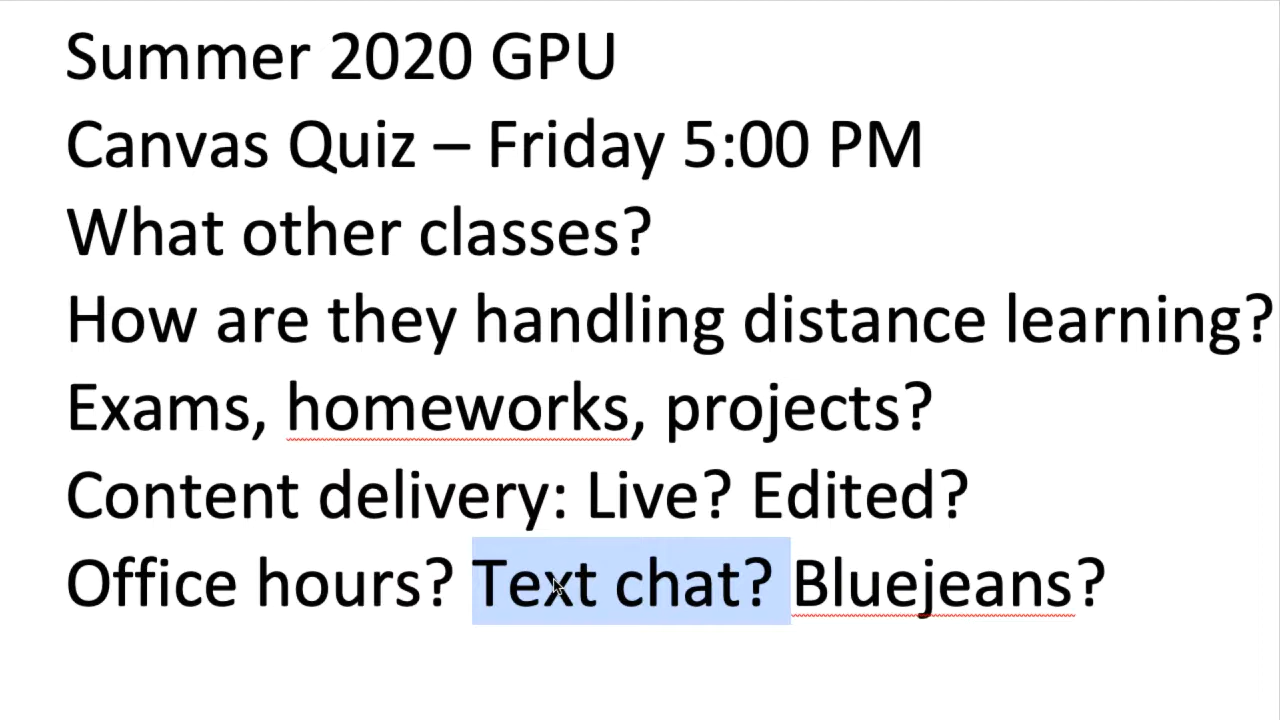 Summer 2020 GPU
Canvas Quiz – Friday 5:00 PM
What other classes?
How are they handling distance learning?
Exams, homeworks, projects?
Content delivery: Live? Edited?
Office hours? Text chat? Bluejeans?